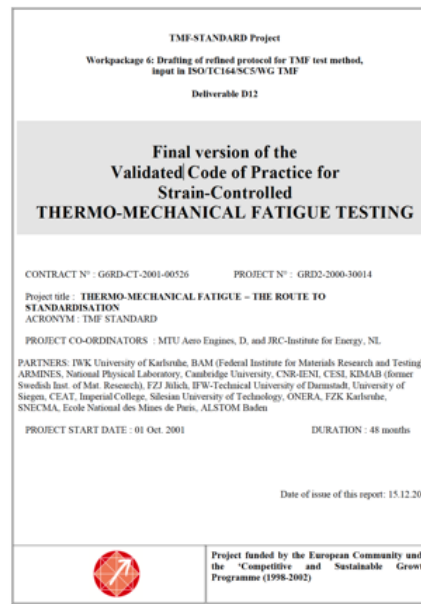 TMF-STANDARD Project
Workpackage 6: Drafting of refined protocol for TMF test method,
input in ISO/TC164/SC5/WG TMF
Deliverable D12
Final version of the
Validated Code of Practice for
Strain-Controlled
THERMO-MECHANICAL FATIGUE TESTING
CONTRACT N° : G6RD-CT-2001-00526 PROJECT N° : GRD2-2000-30014
Project title : THERMO-MECHANICAL FATIGUE – THE ROUTE TO
STANDARDISATION
ACRONYM : TMF STANDARD
PROJECT CO-ORDINATORS : MTU Aero Engines, D, and JRC-Institute for Energy, NL
PARTNERS: IWK University of Karlsruhe, BAM (Federal Institute for Materials Research and Testing)
ARMINES, National Physical Laboratory, Cambridge University, CNR-IENI, CESI, KIMAB (former
Swedish Inst. of Mat. Research), FZJ Jülich, IFW-Technical University of Darmstadt, University of
Siegen, CEAT, Imperial College, Silesian University of Technology, ONERA, FZK Karlsruhe,
SNECMA, Ecole National des Mines de Paris, ALSTOM Baden
PROJECT START DATE : 01 Oct. 2001 DURATION : 48 months
Date of issue of this report: 15.12.20
Project funded by the European Community und
the 'Competitive and Sustainable Growt
Programme (1998-2002)